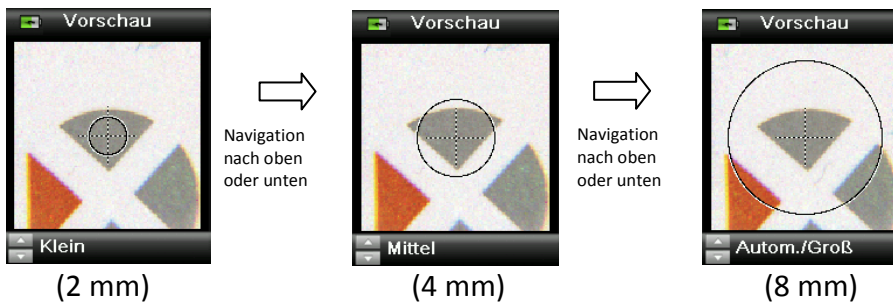 Vorschau
Klein
(2 mm)
Navigation
nach oben
oder unten
Vorschau
Mittel
(4 mm)
Navigation
nach oben
oder unten
Vorschau
Autom./Groß
(8 mm)